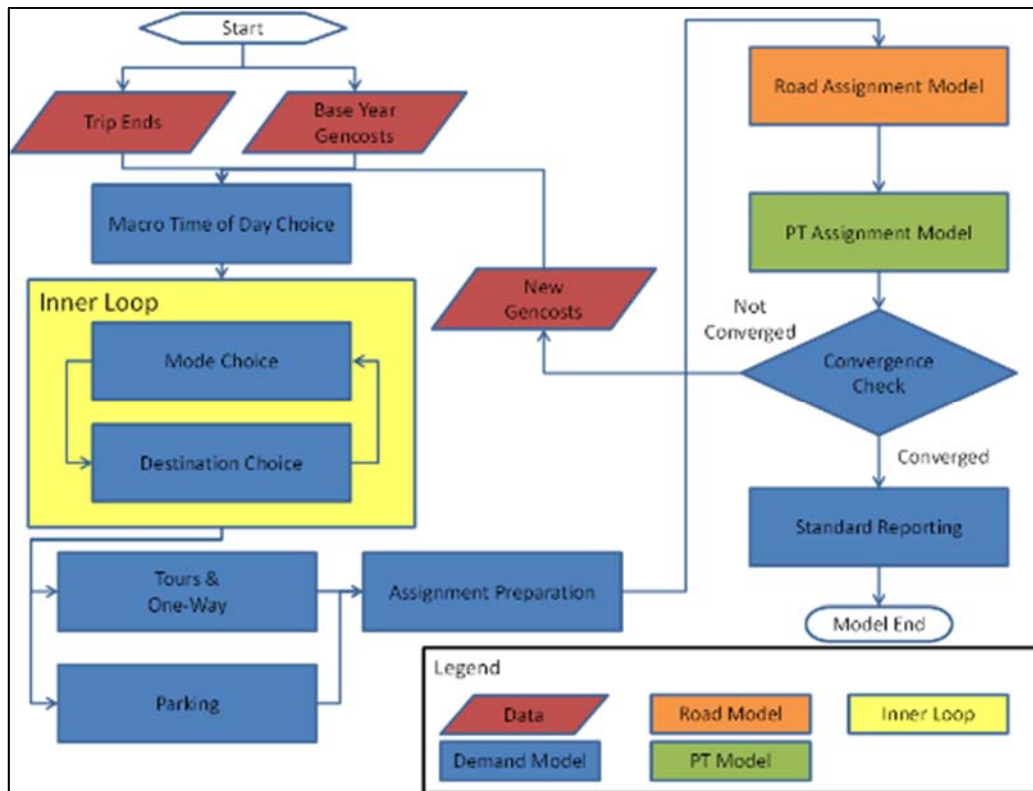 Start
Trip Ends
Base Year
Gencosts
Macro Time of Day Choice
Inner Loop
Mode Choice
Destination Choice
Tours &
One-Way
Parking
Assignment Preparation
New
Gencosts
Road Assignment Model
PT Assignment Model
Not
Converged
Convergence
Check
Converged
Standard Reporting
Model End
Legend
Data
Road Model
Inner Loop
Demand Model
PT Model